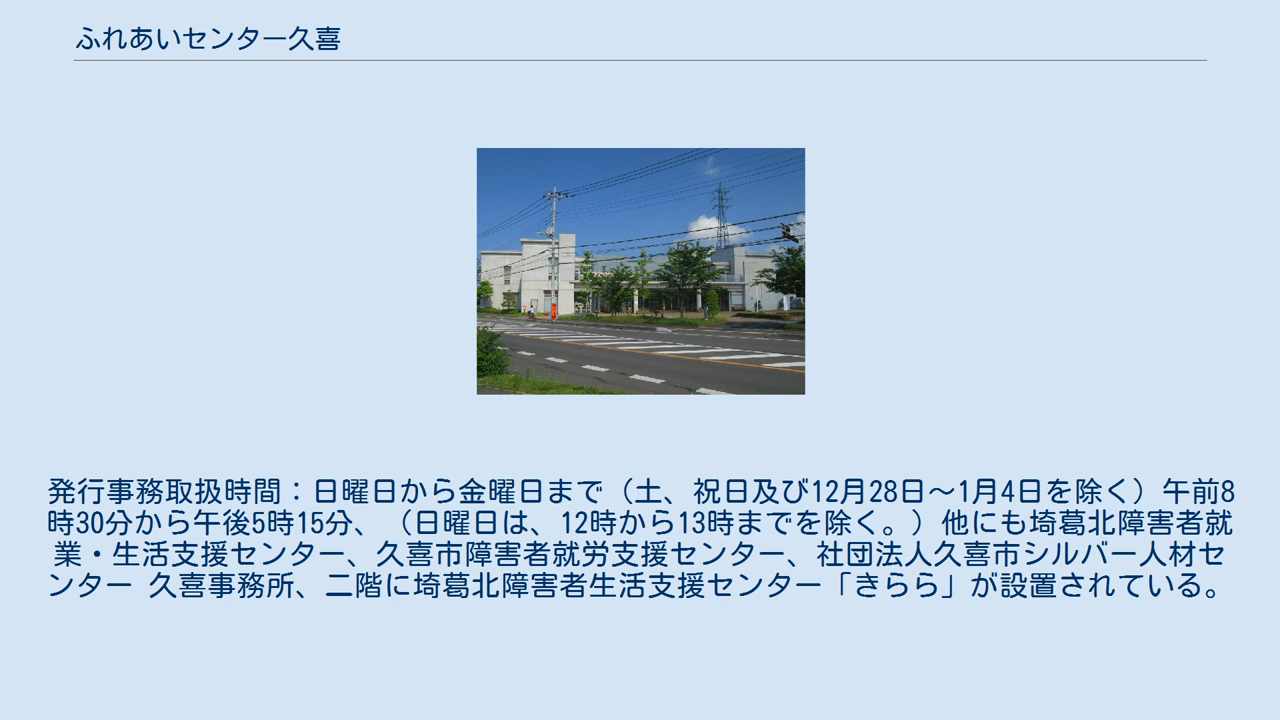 ふれあいセンター久喜
発行事務取扱時間：日曜日から金曜日まで（土、祝日及び12月28日～1月4日を除く）午前8
時30分から午後5時15分、（日曜日は、12時から13時までを除く。）他にも埼葛北障害者就
業・生活支援センター、久喜市障害者就労支援センター、社団法人久喜市シルバー人材セ
ンター 久喜事務所、二階に埼葛北障害者生活支援センター「きらら」が設置されている。